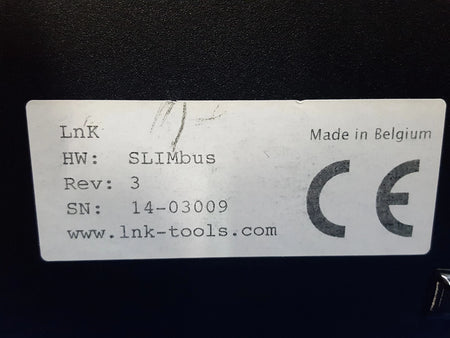 LnK
Made in Belgium
HW: SLIMbus
Rev: 3
SN: 14-03009
www.lnk-tools.com
CE